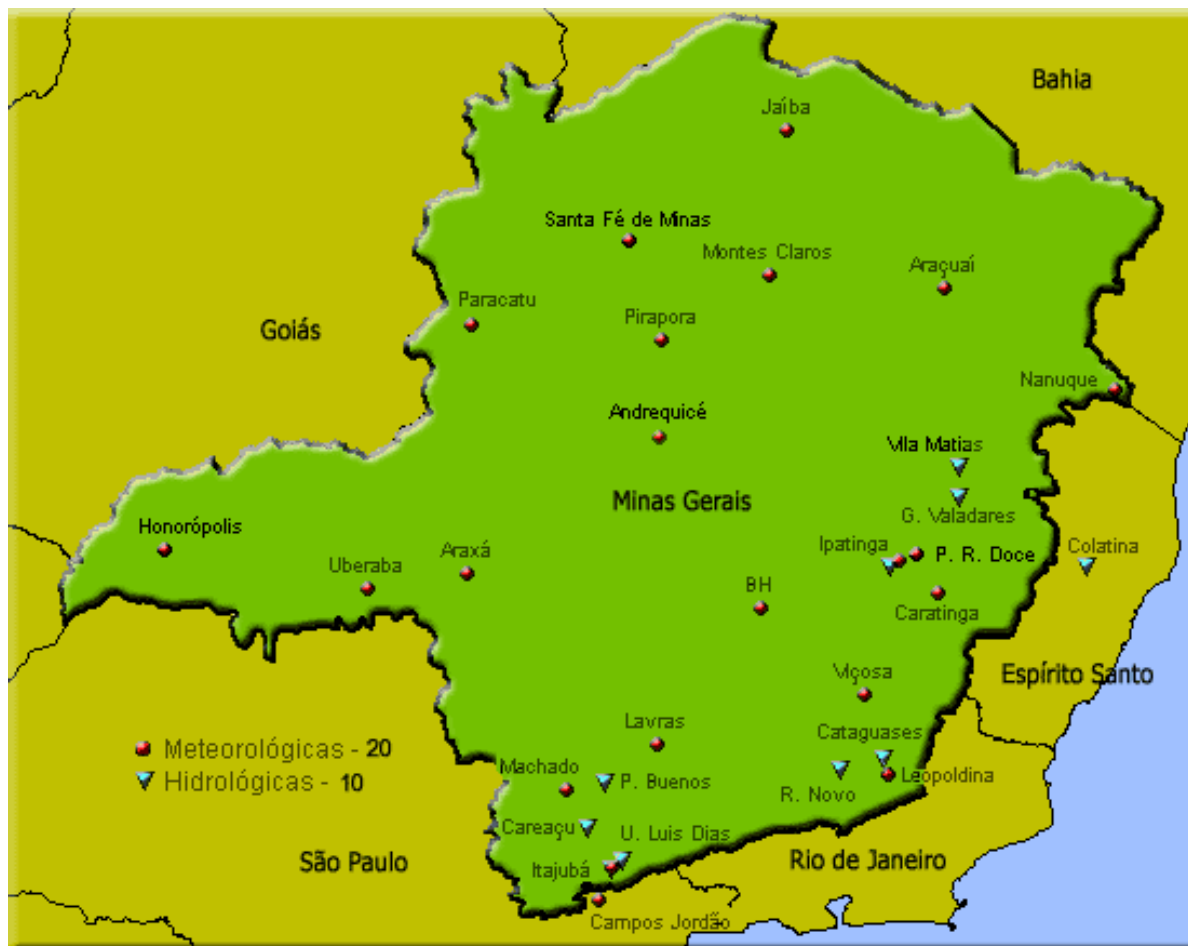 Bahia
Jaíba
Santa Fé de Minas
Montes Claros
Araçuaí
Paracatu
Pirapora
Goiás
Nanuque
Andrequicé
Vila Matias
Minas Gerais
G. Valadares
Honorópolis
Ipatinga
P. R. Doce
Colatina
Araxá
Uberaba
BH
Caratinga
Viçosa
Espírito Santo
Lavras
Cataguases
Meteorológicas - 20
Machado
Leopoldina
Hidrológicas - 10
P. Buenos
R. Novo
Careaçu
U. Luis Dias
São Paulo
Rio de Janeiro
Itajubá
Campos Jordão